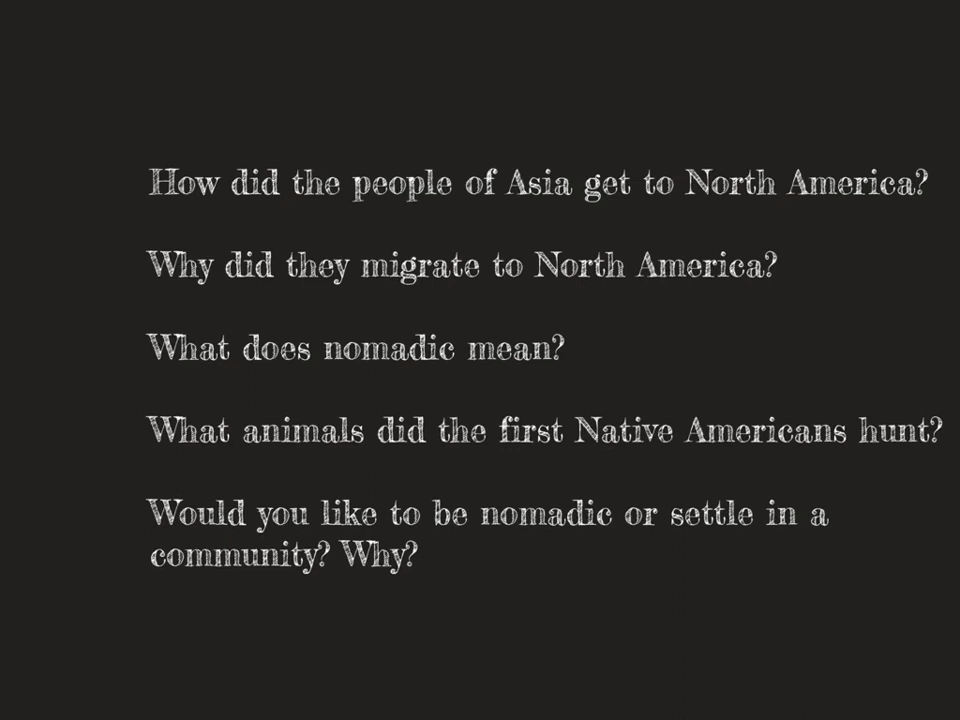 How did the people of Asia get to North America?
Why did they migrate to North America?
What does nomadic mean?
What animals did the first Native Americans hunt?
Would you like to be nomadic or settle in a
community? Why?